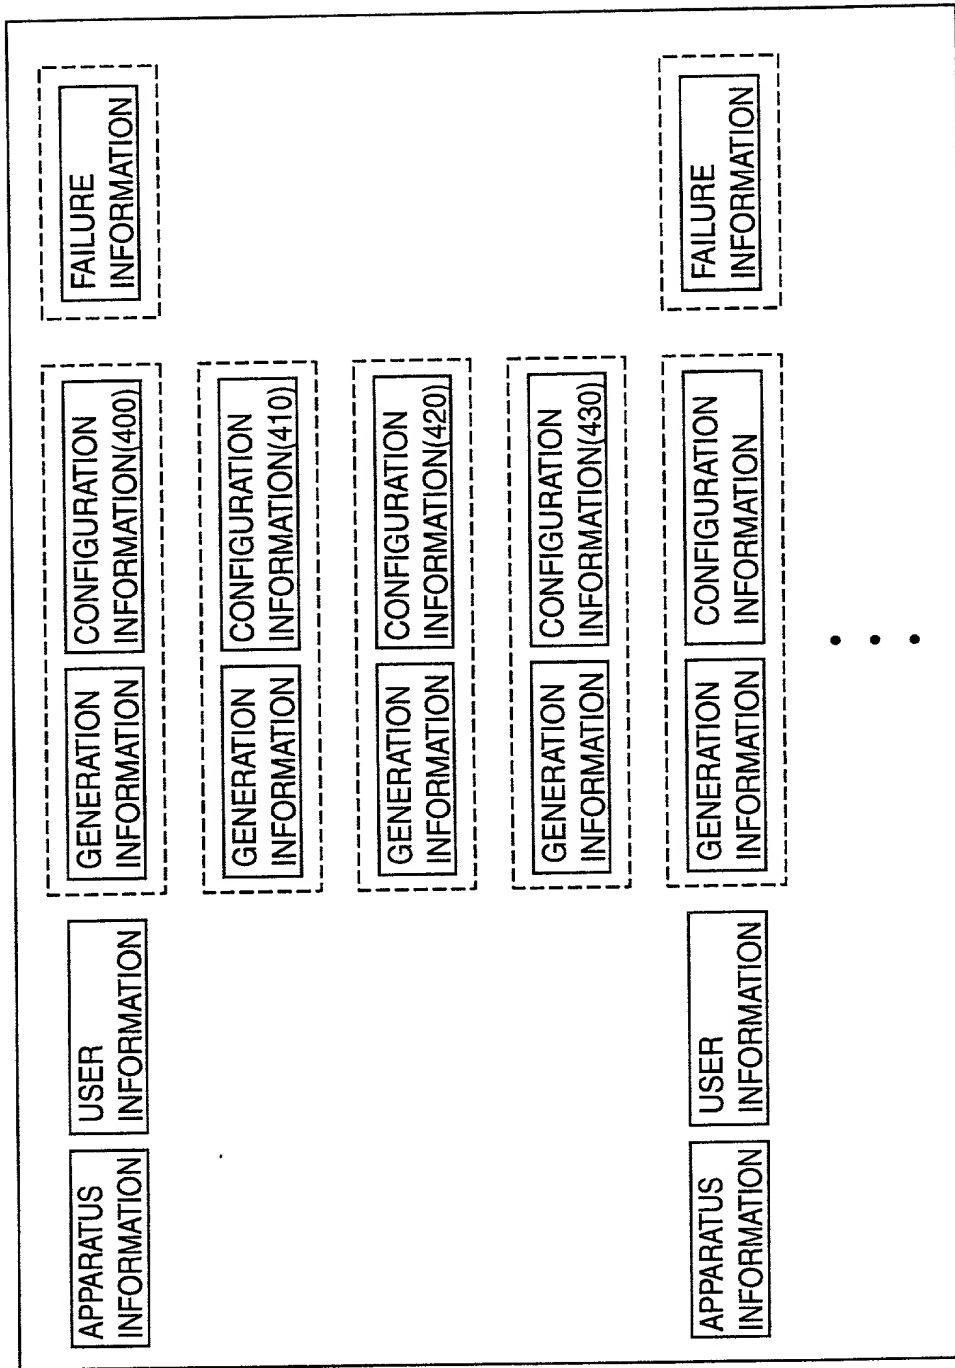 APPARATUS
INFORMATION
USER
INFORMATION
GENERATION
INFORMATION
CONFIGURATION
INFORMATION(400)
FAILURE
INFORMATION
GENERATION
INFORMATION
CONFIGURATION
INFORMATION(410)
GENERATION
INFORMATION
CONFIGURATION
INFORMATION(420)
GENERATION
INFORMATION
CONFIGURATION
INFORMATION(430)
APPARATUS
INFORMATION
USER
INFORMATION
GENERATION
INFORMATION
CONFIGURATION
INFORMATION
FAILURE
INFORMATION